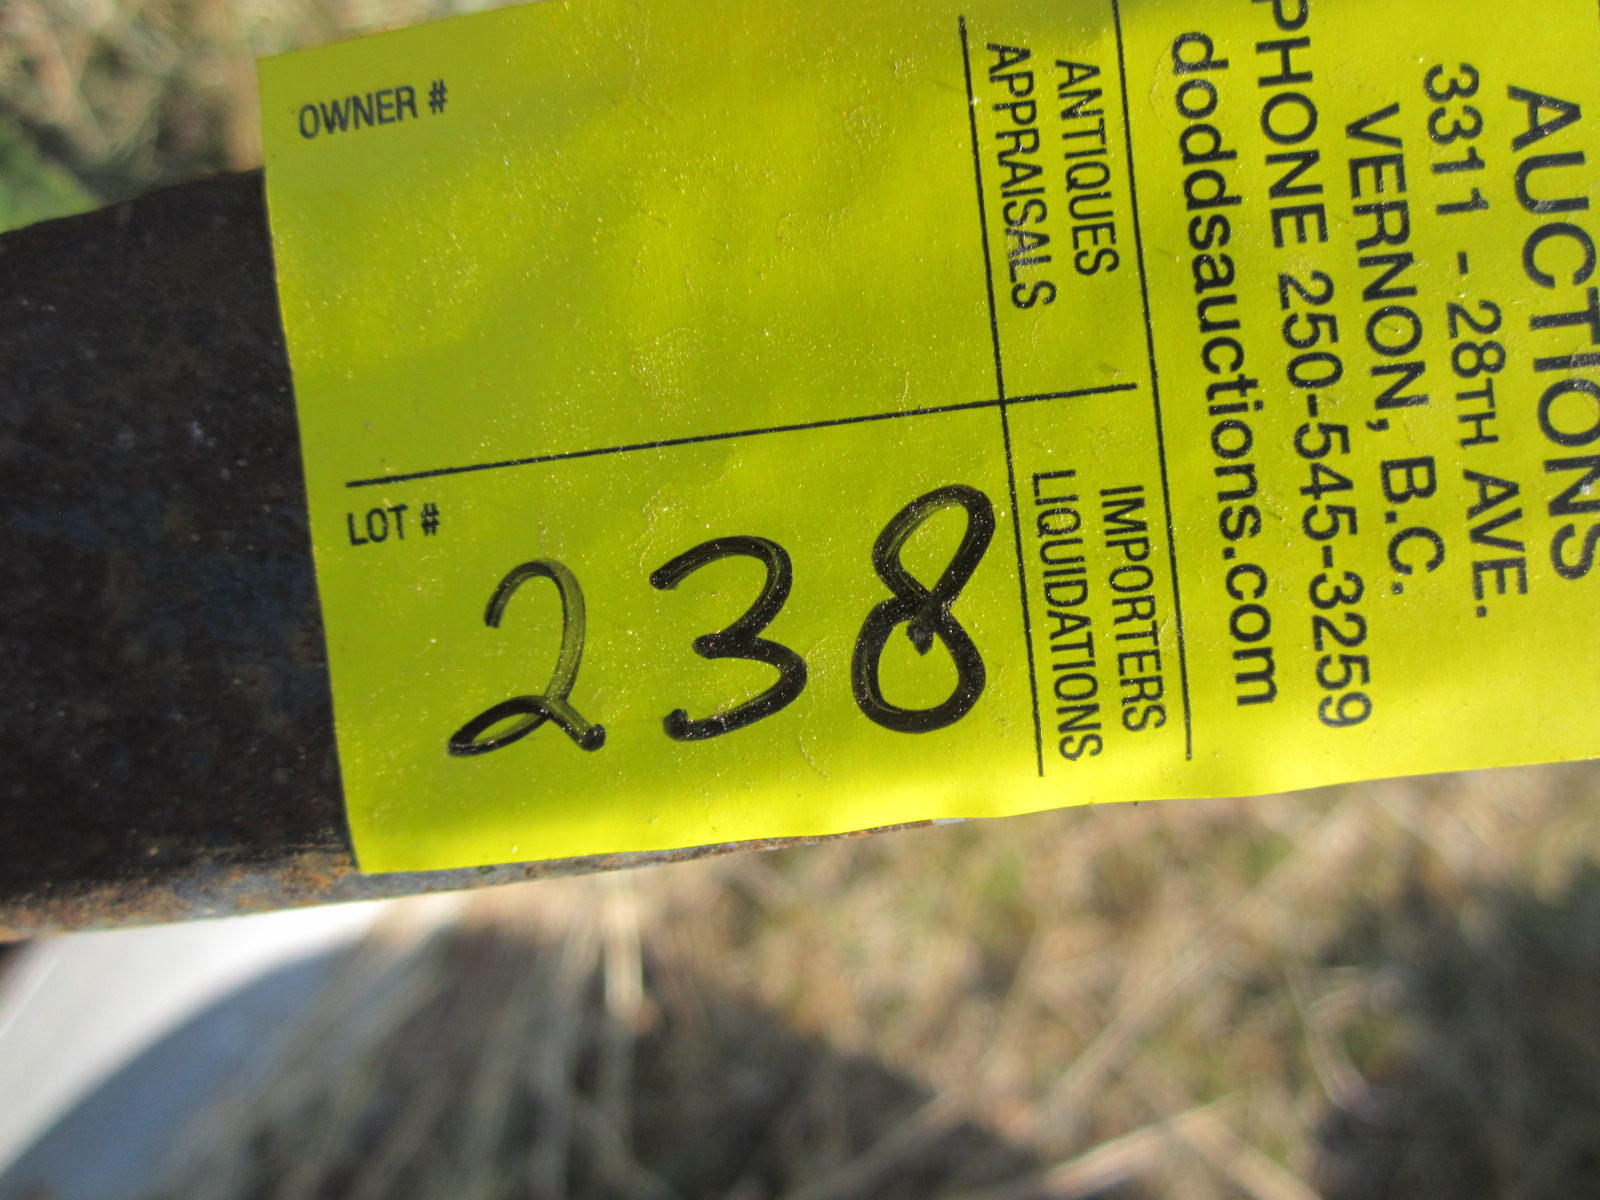 AUCTIONS
3311 - 28TH AVE.
VERNON, B.C.
PHONE 250-545-3259
doddsauctions.com
ANTIQUES
APPRAISALS
IMPORTERS
LIQUIDATIONS
OWNER #
LOT #
238